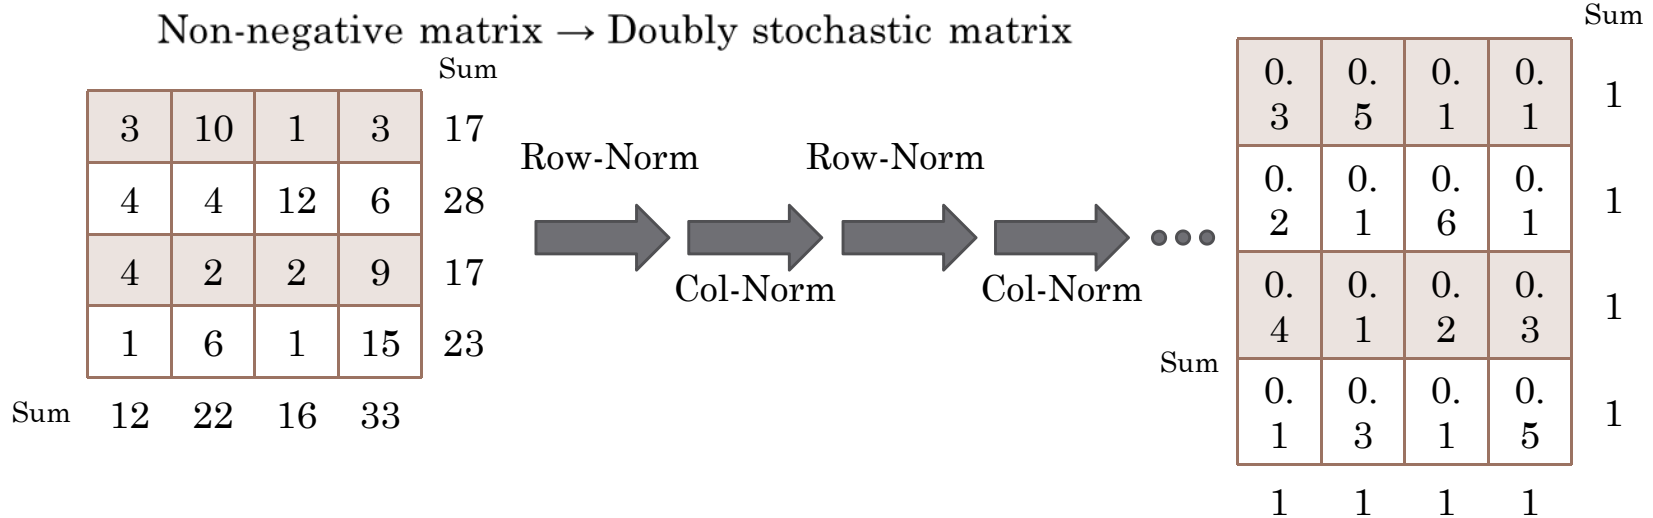 Non-negative matrix → Doubly stochastic matrix
Sum
3 10 1 3 17
4 4 12 6 28
4 2 2 9 17
1 6 1 15 23
Sum 12 22 16 33
Row-Norm Row-Norm
Col-Norm Col-Norm
Sum
0. 0. 0. 0.
3 5 1 1
1
0. 0. 0. 0.
2 1 6 1
1
0. 0. 0. 0.
4 1 2 3
1
Sum
0. 0. 0. 0.
1 3 1 5
1
1 1 1 1